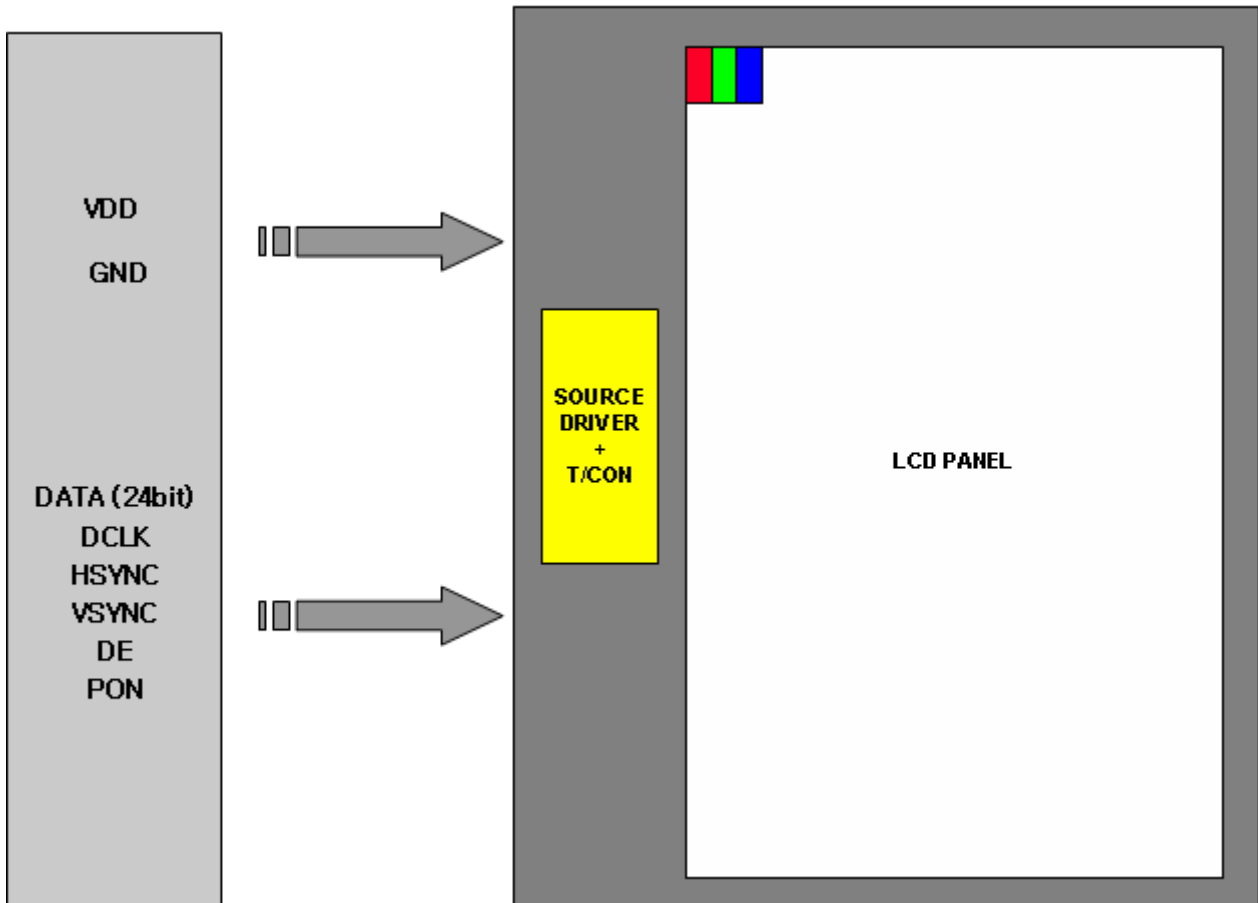 VDD
GND
DATA (24bit)
DCLK
HSYNC
VSYNC
DE
PON
SOURCE
DRIVER
+
T/CON
LCD PANEL